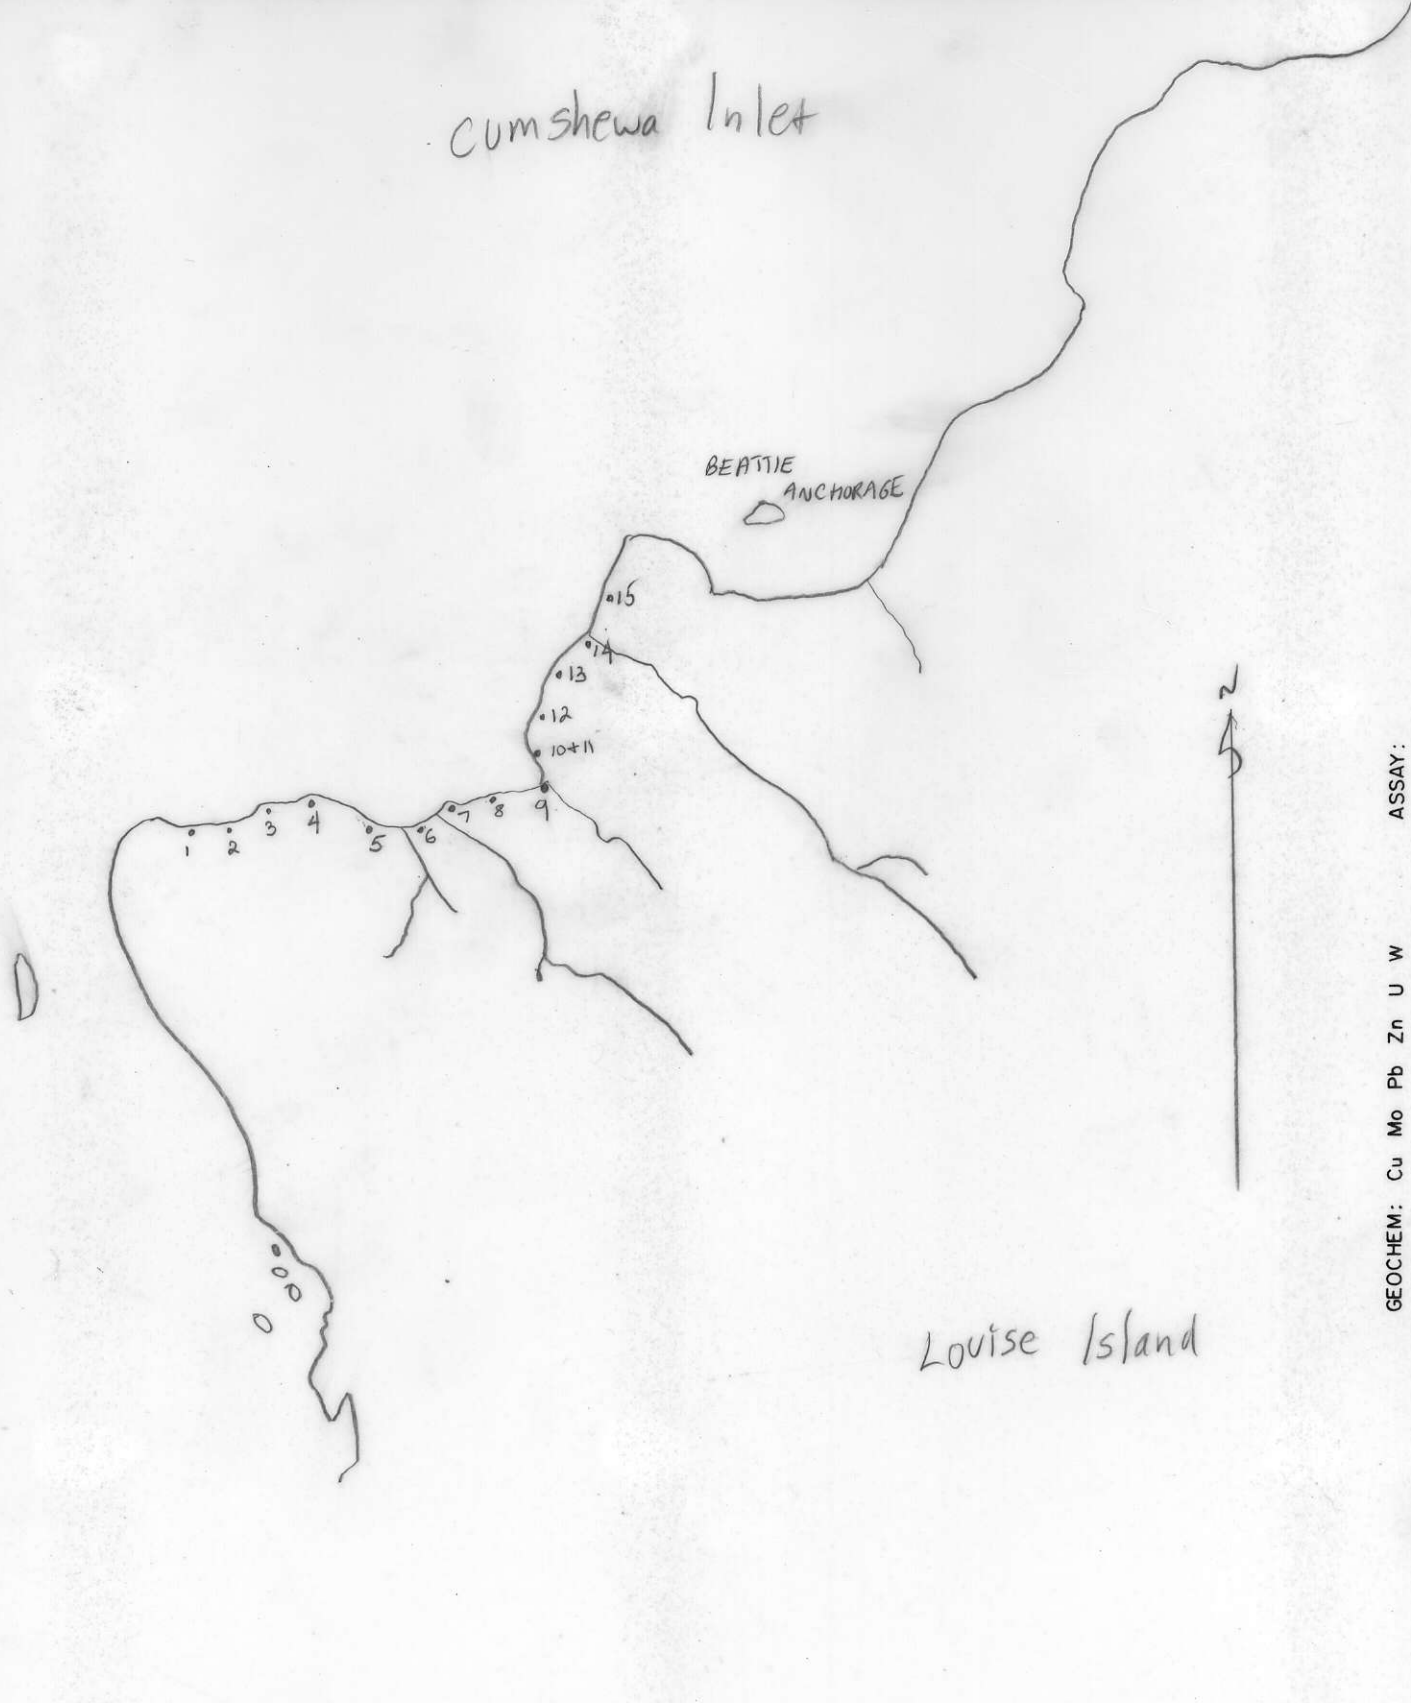 Cumshewa Inlet
BEATTIE
ANCHORAGE
15
14
13
12
10+11
9
8
7
6
5
4
3
2
1
N
Louise Island
GEOCHEM: Cu Mo Pb Zn U W ASSAY: